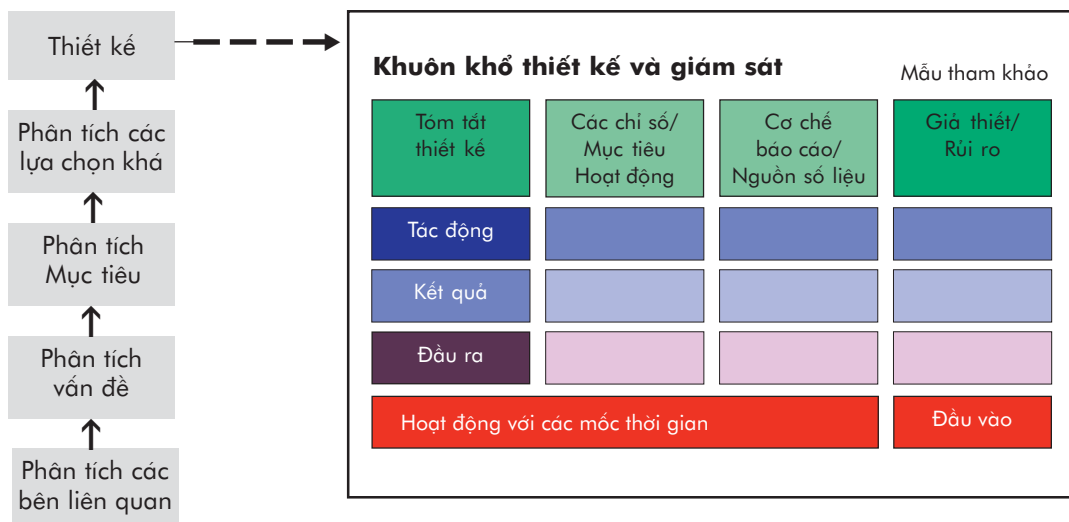 Thiết kế
Phân tích các
lựa chọn khá
Phân tích
Mục tiêu
Phân tích
vấn đề
Phân tích các
bên liên quan
Khuôn khổ thiết kế và giám sát
Mẫu tham khảo
Tóm tắt
thiết kế
Các chỉ số/
Mục tiêu
Hoạt động
Cơ chế
báo cáo/
Nguồn số liệu
Giả thiết/
Rủi ro
Tác động
Kết quả
Đầu ra
Hoạt động với các mốc thời gian
Đầu vào